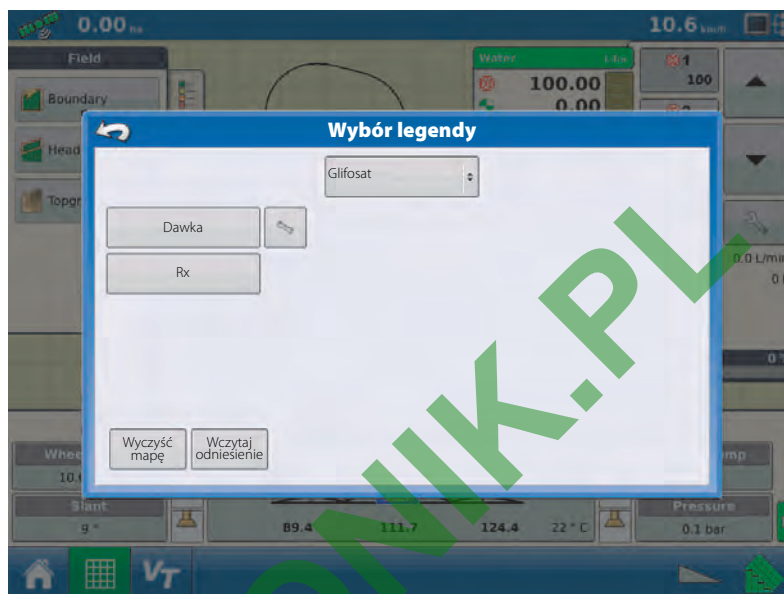 0.00 ha
10.6 km/h
Field
Water
1
100
Boundary
100.00
0.00
Wybór legendy
Head
Glifosat
Topgr
Dawka
Rx
0.0 L/min
Wyczyść mapę
Wczytaj odniesienie
Whee
mp
10.6
Slant
Pressure
9 °
89.4
111.7
124.4
22 ° C
0.1 bar
VT
ONIK.PL